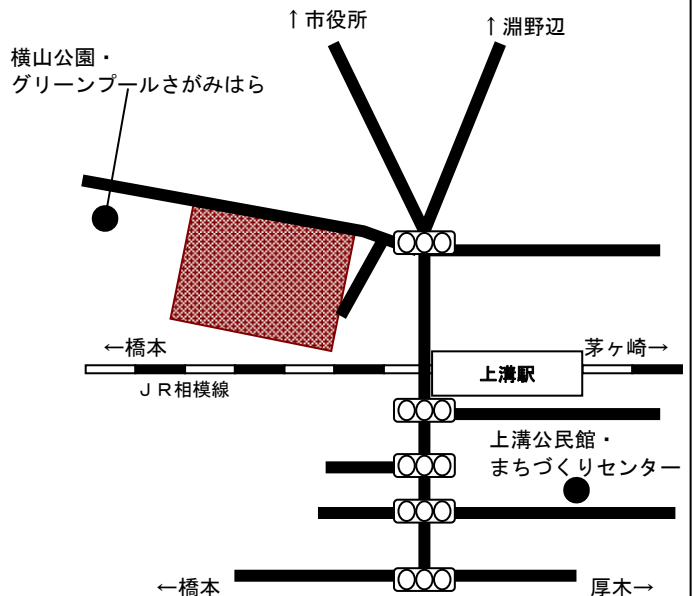 ↑市役所
↑淵野辺
横山公園・
グリーンプールさがみはら
←橋本
茅ヶ崎→
上溝駅
ＪＲ相模線
上溝公民館・
まちづくりセンター
←橋本
厚木→